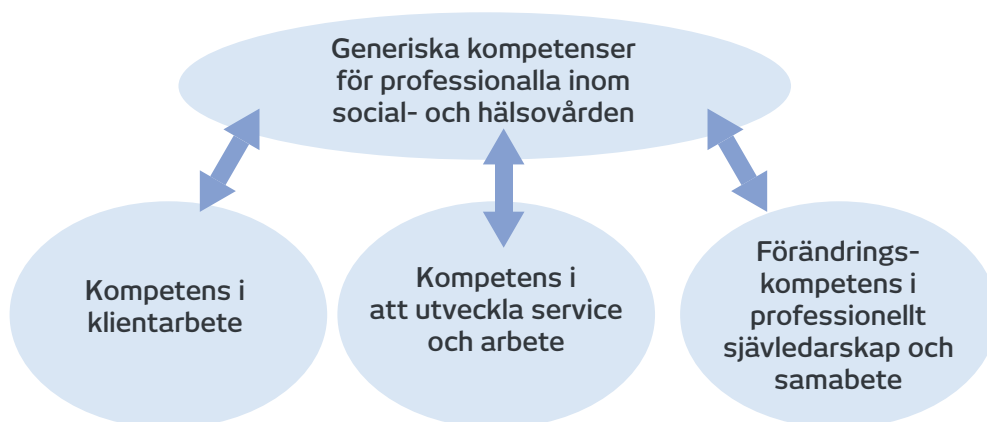 Generiska kompetenser
för professionalla inom
social- och hälsovården
Kompetens i
klientarbete
Kompetens i
att utveckla service
och arbete
Förändrings-
kompetens i
professionellt
sjävledarskap och
samabete